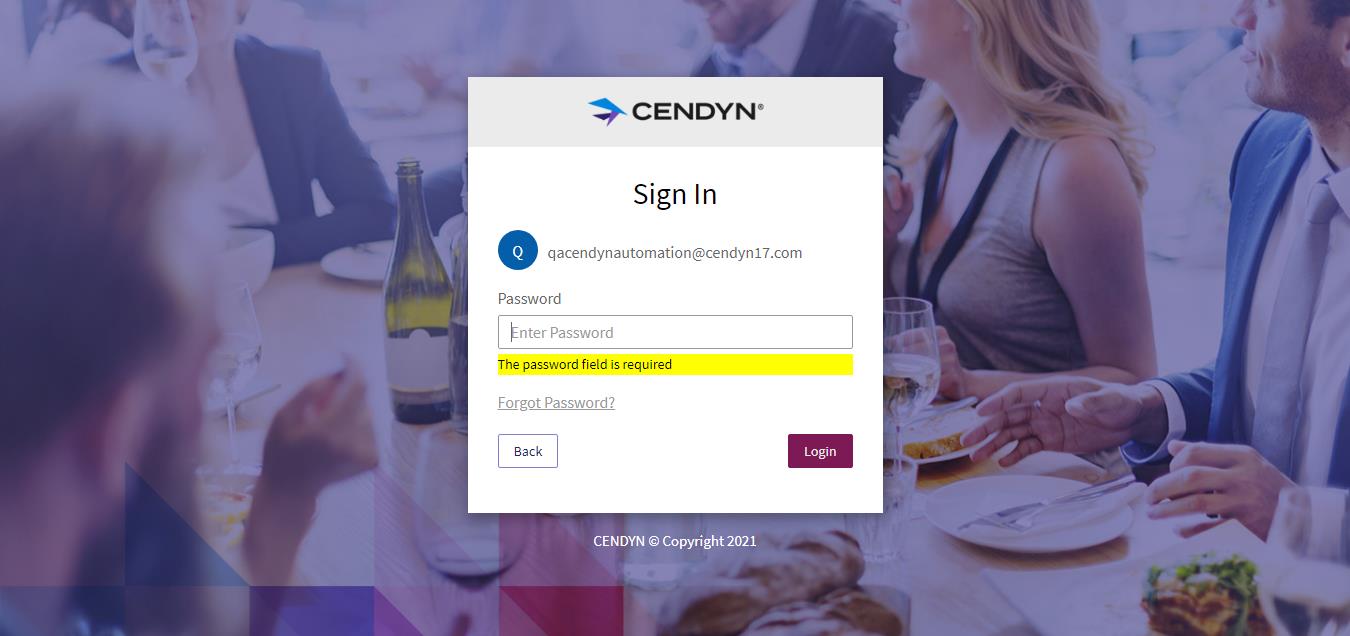 CENDYN®
Sign In
Q
qacendynautomation@cendyn17.com
Password
Enter Password
The password field is required
Forgot Password?
Back
Login
CENDYN © Copyright 2021